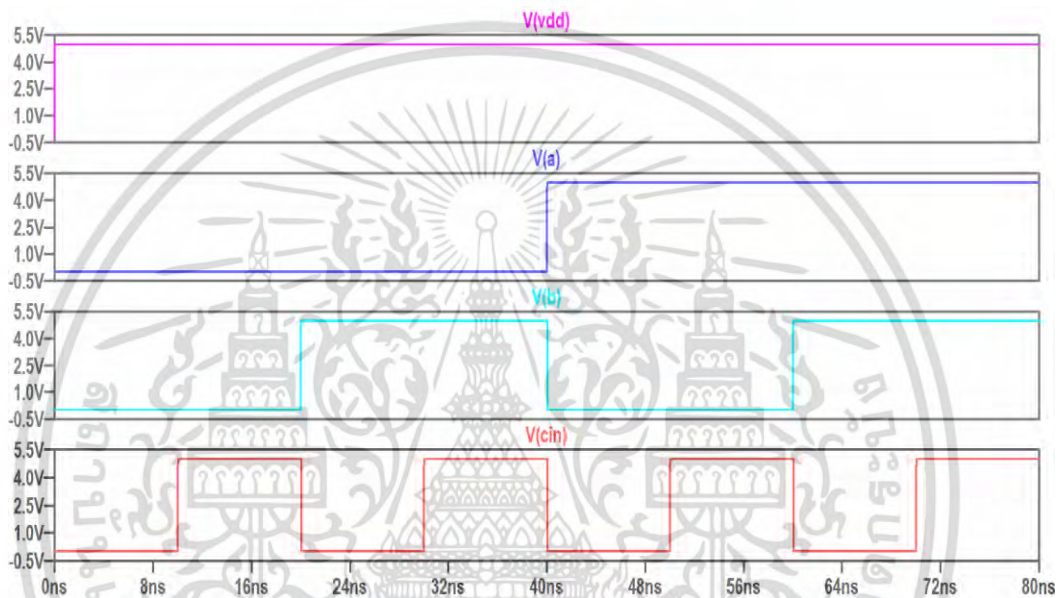 V(vdd)
5.5V
4.0V
2.5V
1.0V
-0.5V
V(a)
5.5V
4.0V
2.5V
1.0V
-0.5V
V(b)
5.5V
4.0V
2.5V
1.0V
-0.5V
V(cin)
5.5V
4.0V
2.5V
1.0V
-0.5V
0ns 8ns 16ns 24ns 32ns 40ns 48ns 56ns 64ns 72ns 80ns